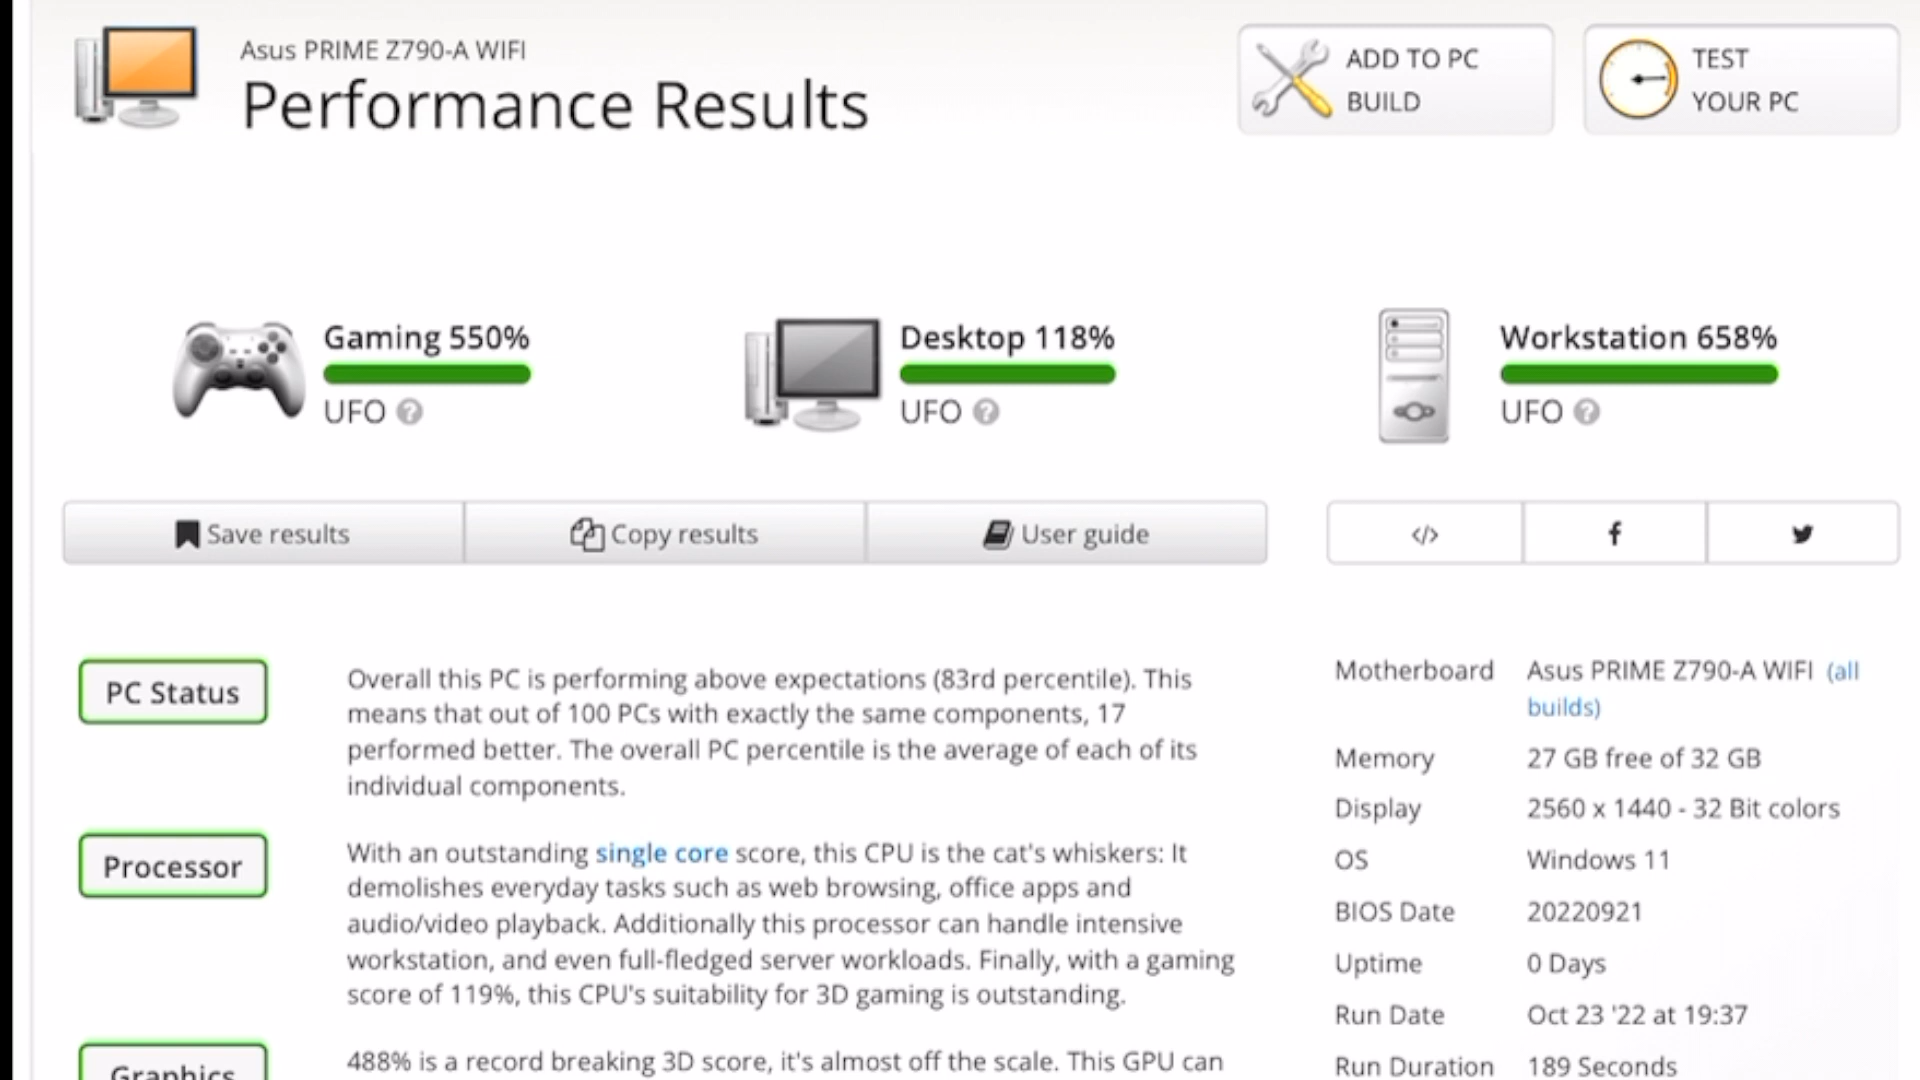 Asus PRIME Z790-A WIFI
Performance Results
ADD TO PC
BUILD
TEST
YOUR PC
Gaming 550%
UFO ?
Desktop 118%
UFO ?
Workstation 658%
UFO ?
Save results
Copy results
User guide
</>
f
PC Status
Overall this PC is performing above expectations (83rd percentile). This
means that out of 100 PCs with exactly the same components, 17
performed better. The overall PC percentile is the average of each of its
individual components.
Processor
With an outstanding single core score, this CPU is the cat's whiskers: It
demolishes everyday tasks such as web browsing, office apps and
audio/video playback. Additionally this processor can handle intensive
workstation, and even full-fledged server workloads. Finally, with a gaming
score of 119%, this CPU's suitability for 3D gaming is outstanding.
Graphics
488% is a record breaking 3D score, it's almost off the scale. This GPU can
Motherboard Asus PRIME Z790-A WIFI (all
builds)
Memory 27 GB free of 32 GB
Display 2560 x 1440 - 32 Bit colors
OS Windows 11
BIOS Date 20220921
Uptime 0 Days
Run Date Oct 23 '22 at 19:37
Run Duration 189 Seconds